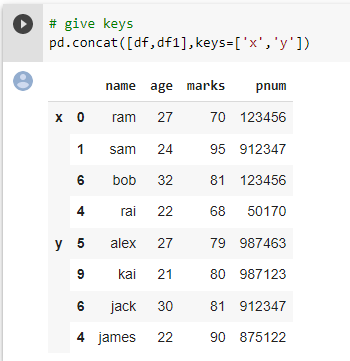 # give keys
pd.concat([df,df1],keys=['x','y'])
name age marks pnum
x 0 ram 27 70 123456
1 sam 24 95 912347
6 bob 32 81 123456
4 rai 22 68 50170
y 5 alex 27 79 987463
9 kai 21 80 987123
6 jack 30 81 912347
4 james 22 90 875122